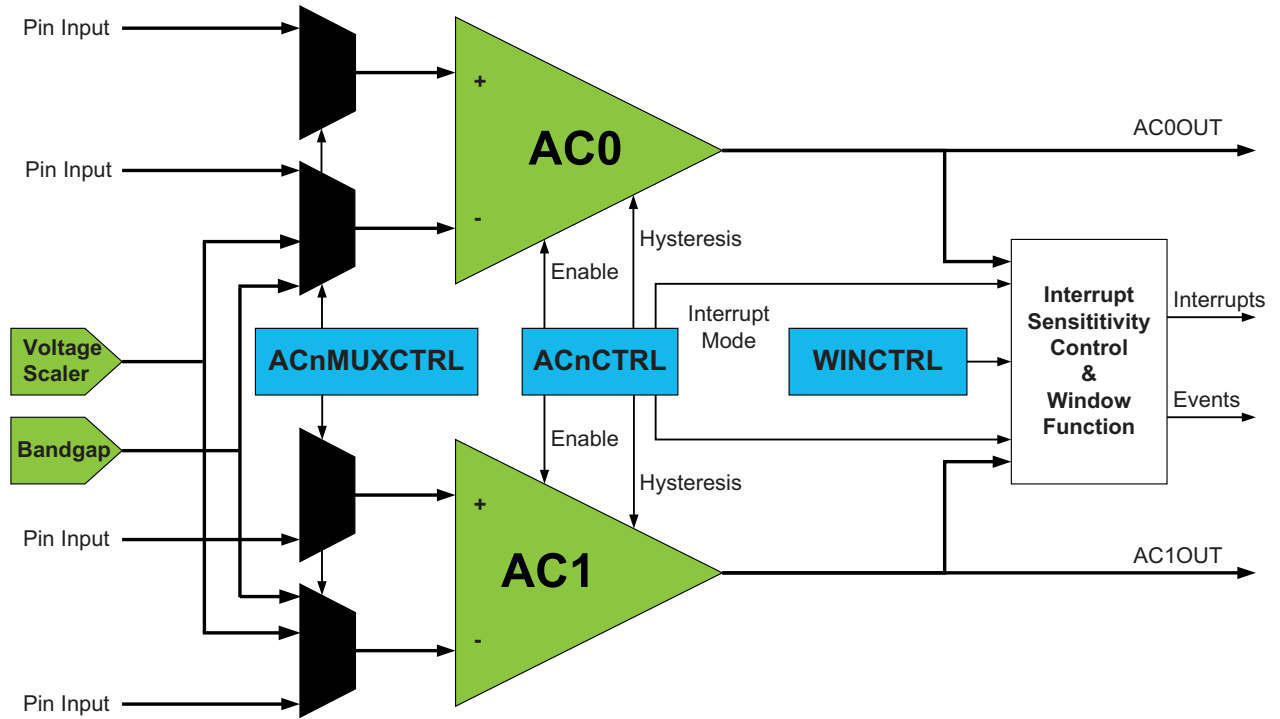 Pin Input
+
AC0
AC0OUT
Pin Input
-
Hysteresis
Enable
Interrupt
Mode
Interrupt
Sensititivity
Control
&
Window
Function
Interrupts
Events
Voltage
Scaler
ACnMUXCTRL
ACnCTRL
WINCTRL
Bandgap
Enable
Hysteresis
+
Pin Input
AC1
AC1OUT
-
Pin Input